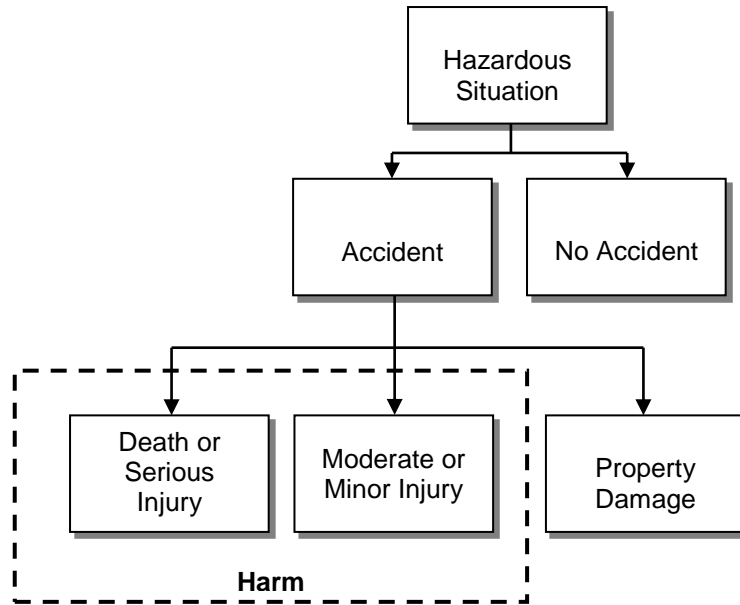 Hazardous
Situation
Accident
No Accident
Death or
Serious
Injury
Moderate or
Minor Injury
Property
Damage
Harm